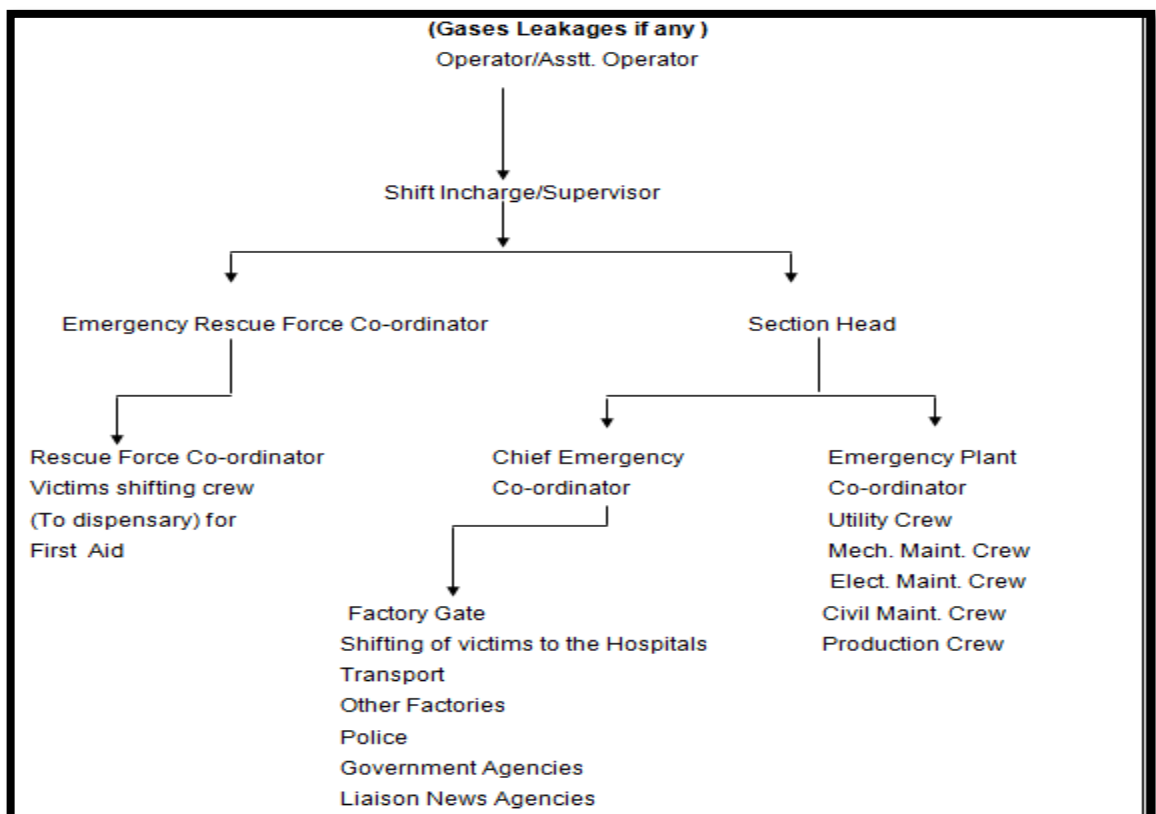 (Gases Leakages if any )
Operator/Asstt. Operator
Shift Incharge/Supervisor
Emergency Rescue Force Co-ordinator
Section Head
Rescue Force Co-ordinator
Victims shifting crew
(To dispensary) for
First Aid
Chief Emergency
Co-ordinator
Emergency Plant
Co-ordinator
Utility Crew
Mech. Maint. Crew
Elect. Maint. Crew
Civil Maint. Crew
Production Crew
Factory Gate
Shifting of victims to the Hospitals
Transport
Other Factories
Police
Government Agencies
Liaison News Agencies